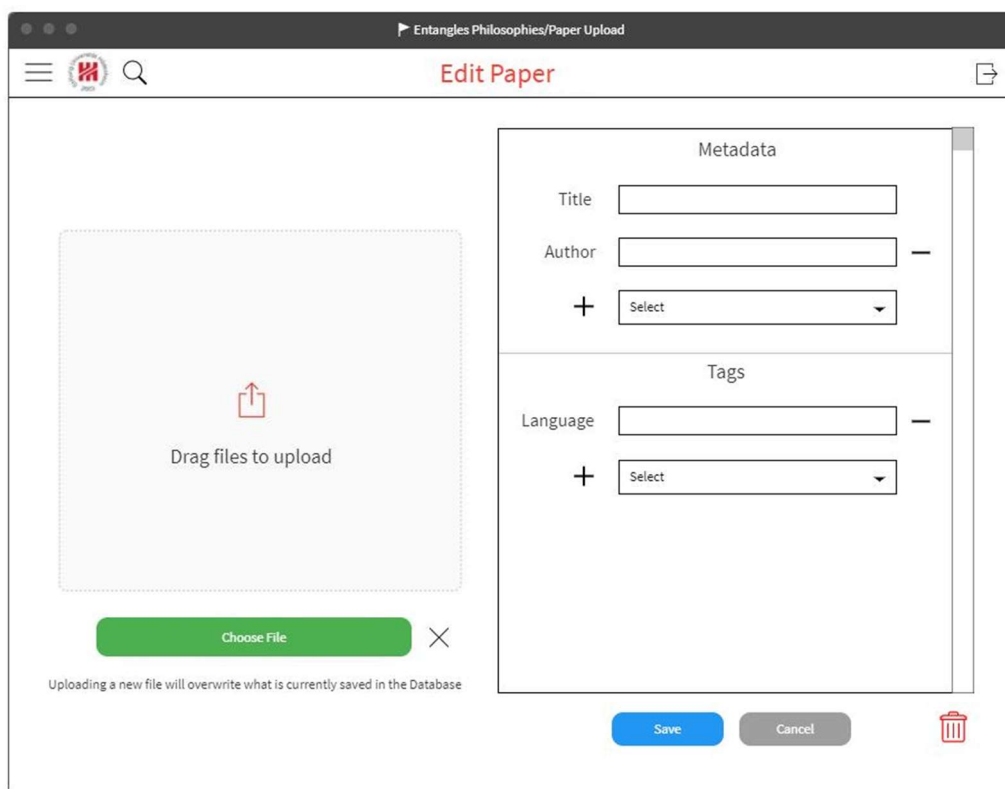 Entangles Philosophies/Paper Upload
Edit Paper
Metadata
Title
Author
+ Select
Tags
Language
+ Select
Drag files to upload
Choose File
Uploading a new file will overwrite what is currently saved in the Database
Save Cancel